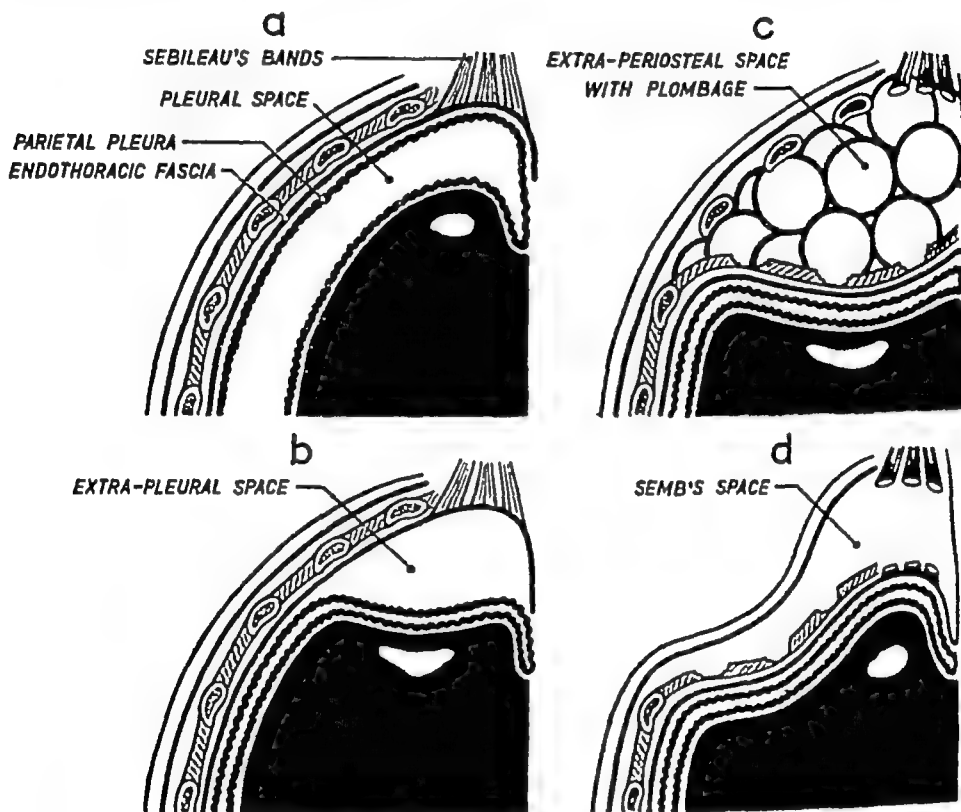 a
SEBILEAU'S BANDS
PLEURAL SPACE
PARIETAL PLEURA
ENDOTHORACIC FASCIA
c
EXTRA-PERIOSTEAL SPACE
WITH PLOMBAGE
b
EXTRA-PLEURAL SPACE
d
SEMB'S SPACE